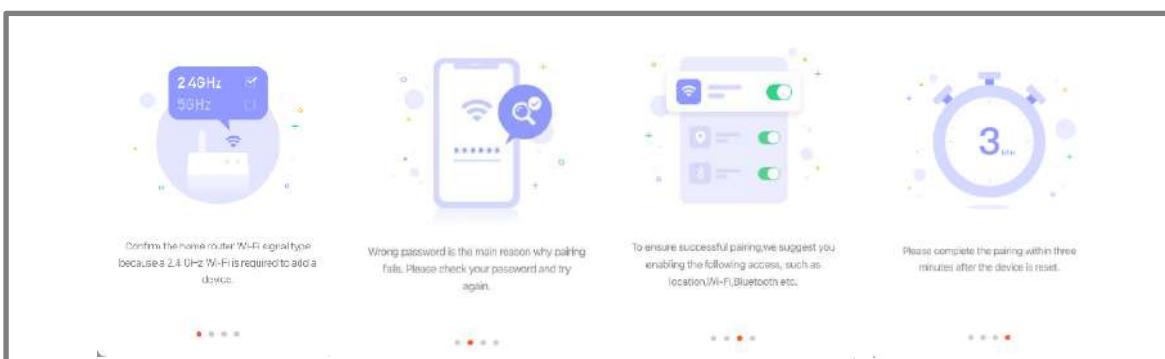 2.4GHz
5GHz
Confirm the home router Wi-Fi signal type
because a 2.4 GHz Wi-Fi is required to add a
device.
******
Wrong password is the main reason why pairing
fails. Please check your password and try
again.
To ensure successful pairing,we suggest you
enabling the following access, such as
location,Wi-Fi,Bluetooth etc.
3
Please complete the pairing within three
minutes after the device is reset.